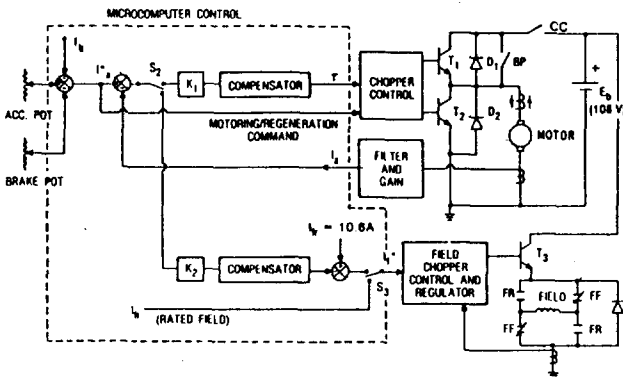 MICROCOMPUTER CONTROL
CC
I*a
S2
K1
COMPENSATOR
τ
CHOPPER
CONTROL
T1
D1
BP
T2
D2
+
Eb
(108 V)
ACC. POT
BRAKE POT
MOTORING/REGENERATION
COMMAND
Ia
FILTER
AND
GAIN
MOTOR
= 10.6A
K2
COMPENSATOR
If*
S3
(RATED FIELD)
FIELD
CHOPPER
CONTROL AND
REGULATOR
T3
FR
FIELD
FF
FF
FR